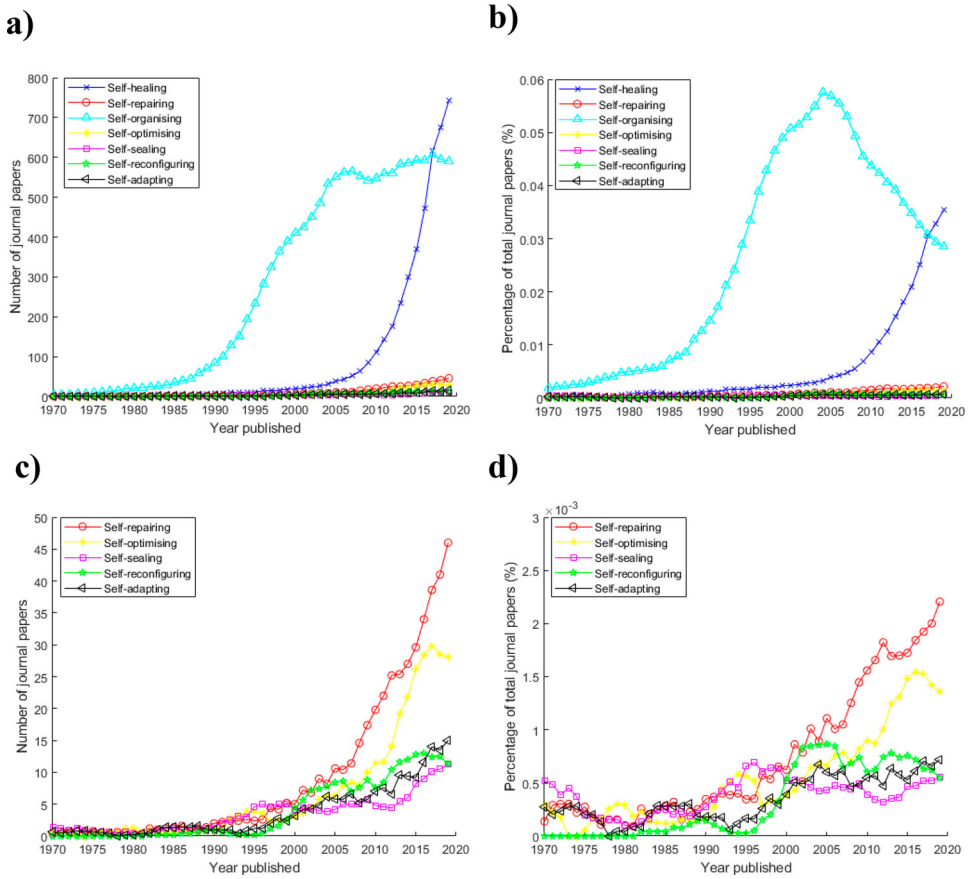 a)
800
700
600
500
400
300
200
100
0
Number of journal papers
Self-healing
Self-repairing
Self-organising
Self-optimising
Self-sealing
Self-reconfiguring
Self-adapting
1970 1975 1980 1985 1990 1995 2000 2005 2010 2015 2020
Year published
b)
0.06
0.05
0.04
0.03
0.02
0.01
0
Percentage of total journal papers (%)
Self-healing
Self-repairing
Self-organising
Self-optimising
Self-sealing
Self-reconfiguring
Self-adapting
1970 1975 1980 1985 1990 1995 2000 2005 2010 2015 2020
Year published
c)
50
45
40
35
30
25
20
15
10
5
0
Number of journal papers
Self-repairing
Self-optimising
Self-sealing
Self-reconfiguring
Self-adapting
1970 1975 1980 1985 1990 1995 2000 2005 2010 2015 2020
Year published
d)
×10⁻³
3
2.5
2
1.5
1
0.5
0
Percentage of total journal papers (%)
Self-repairing
Self-optimising
Self-sealing
Self-reconfiguring
Self-adapting
1970 1975 1980 1985 1990 1995 2000 2005 2010 2015 2020
Year published